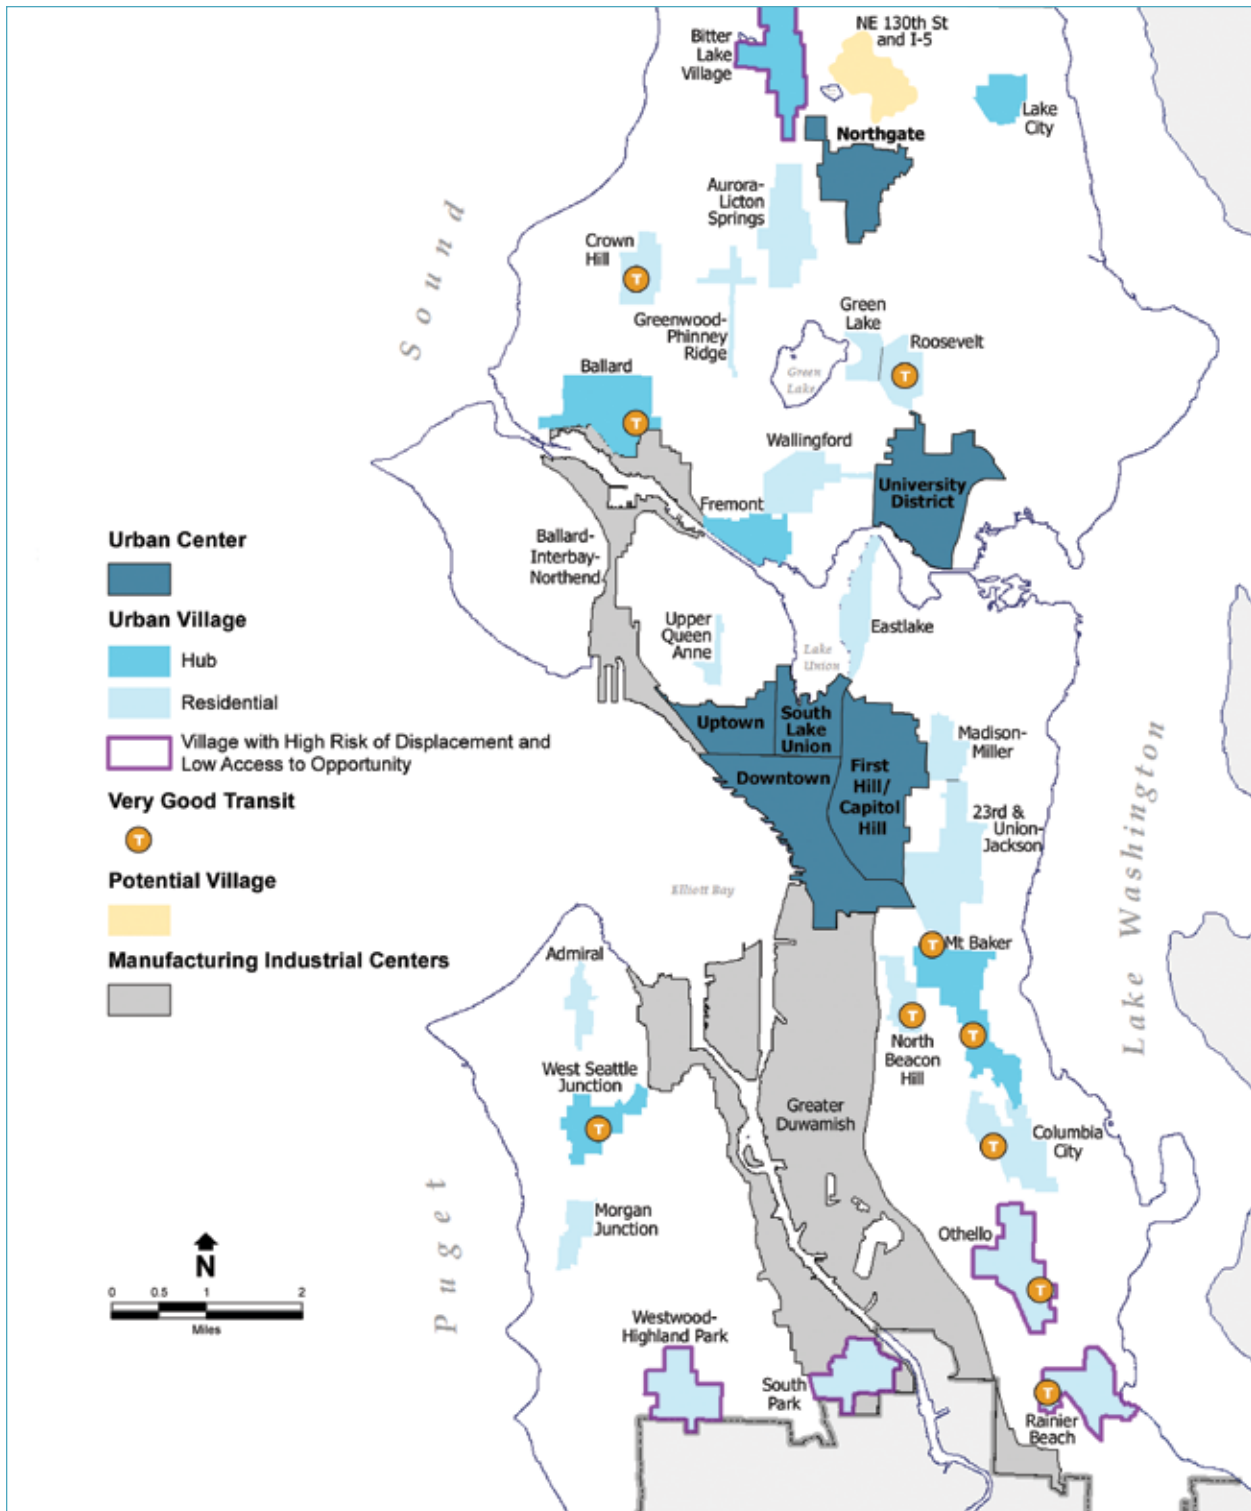 Bitter
Lake
Village
NE 130th St
and I-5
Lake
City
Northgate
Aurora-
Licton
Springs
Crown
Hill
T
Greenwood-
Phinney
Ridge
Green
Lake
Roosevelt
T
Green
Lake
Ballard
T
Wallingford
University
District
Fremont
Ballard-
Interbay-
Northend
Upper
Queen
Anne
Eastlake
Lake
Union
Uptown
South
Lake
Union
Downtown
First
Hill/
Capitol
Hill
Madison-
Miller
23rd &
Union-
Jackson
Elliott Bay
T
Mt Baker
T
T
North
Beacon
Hill
Admiral
West Seattle
Junction
T
Greater
Duwamish
T
Columbia
City
Morgan
Junction
Othello
T
Westwood-
Highland Park
South
Park
T
Rainier
Beach
Puget
Sound
Lake Washington
Urban Center
Urban Village
Hub
Residential
Village with High Risk of Displacement and
Low Access to Opportunity
Very Good Transit
T
Potential Village
Manufacturing Industrial Centers
N
0 0.5 1 2
Miles